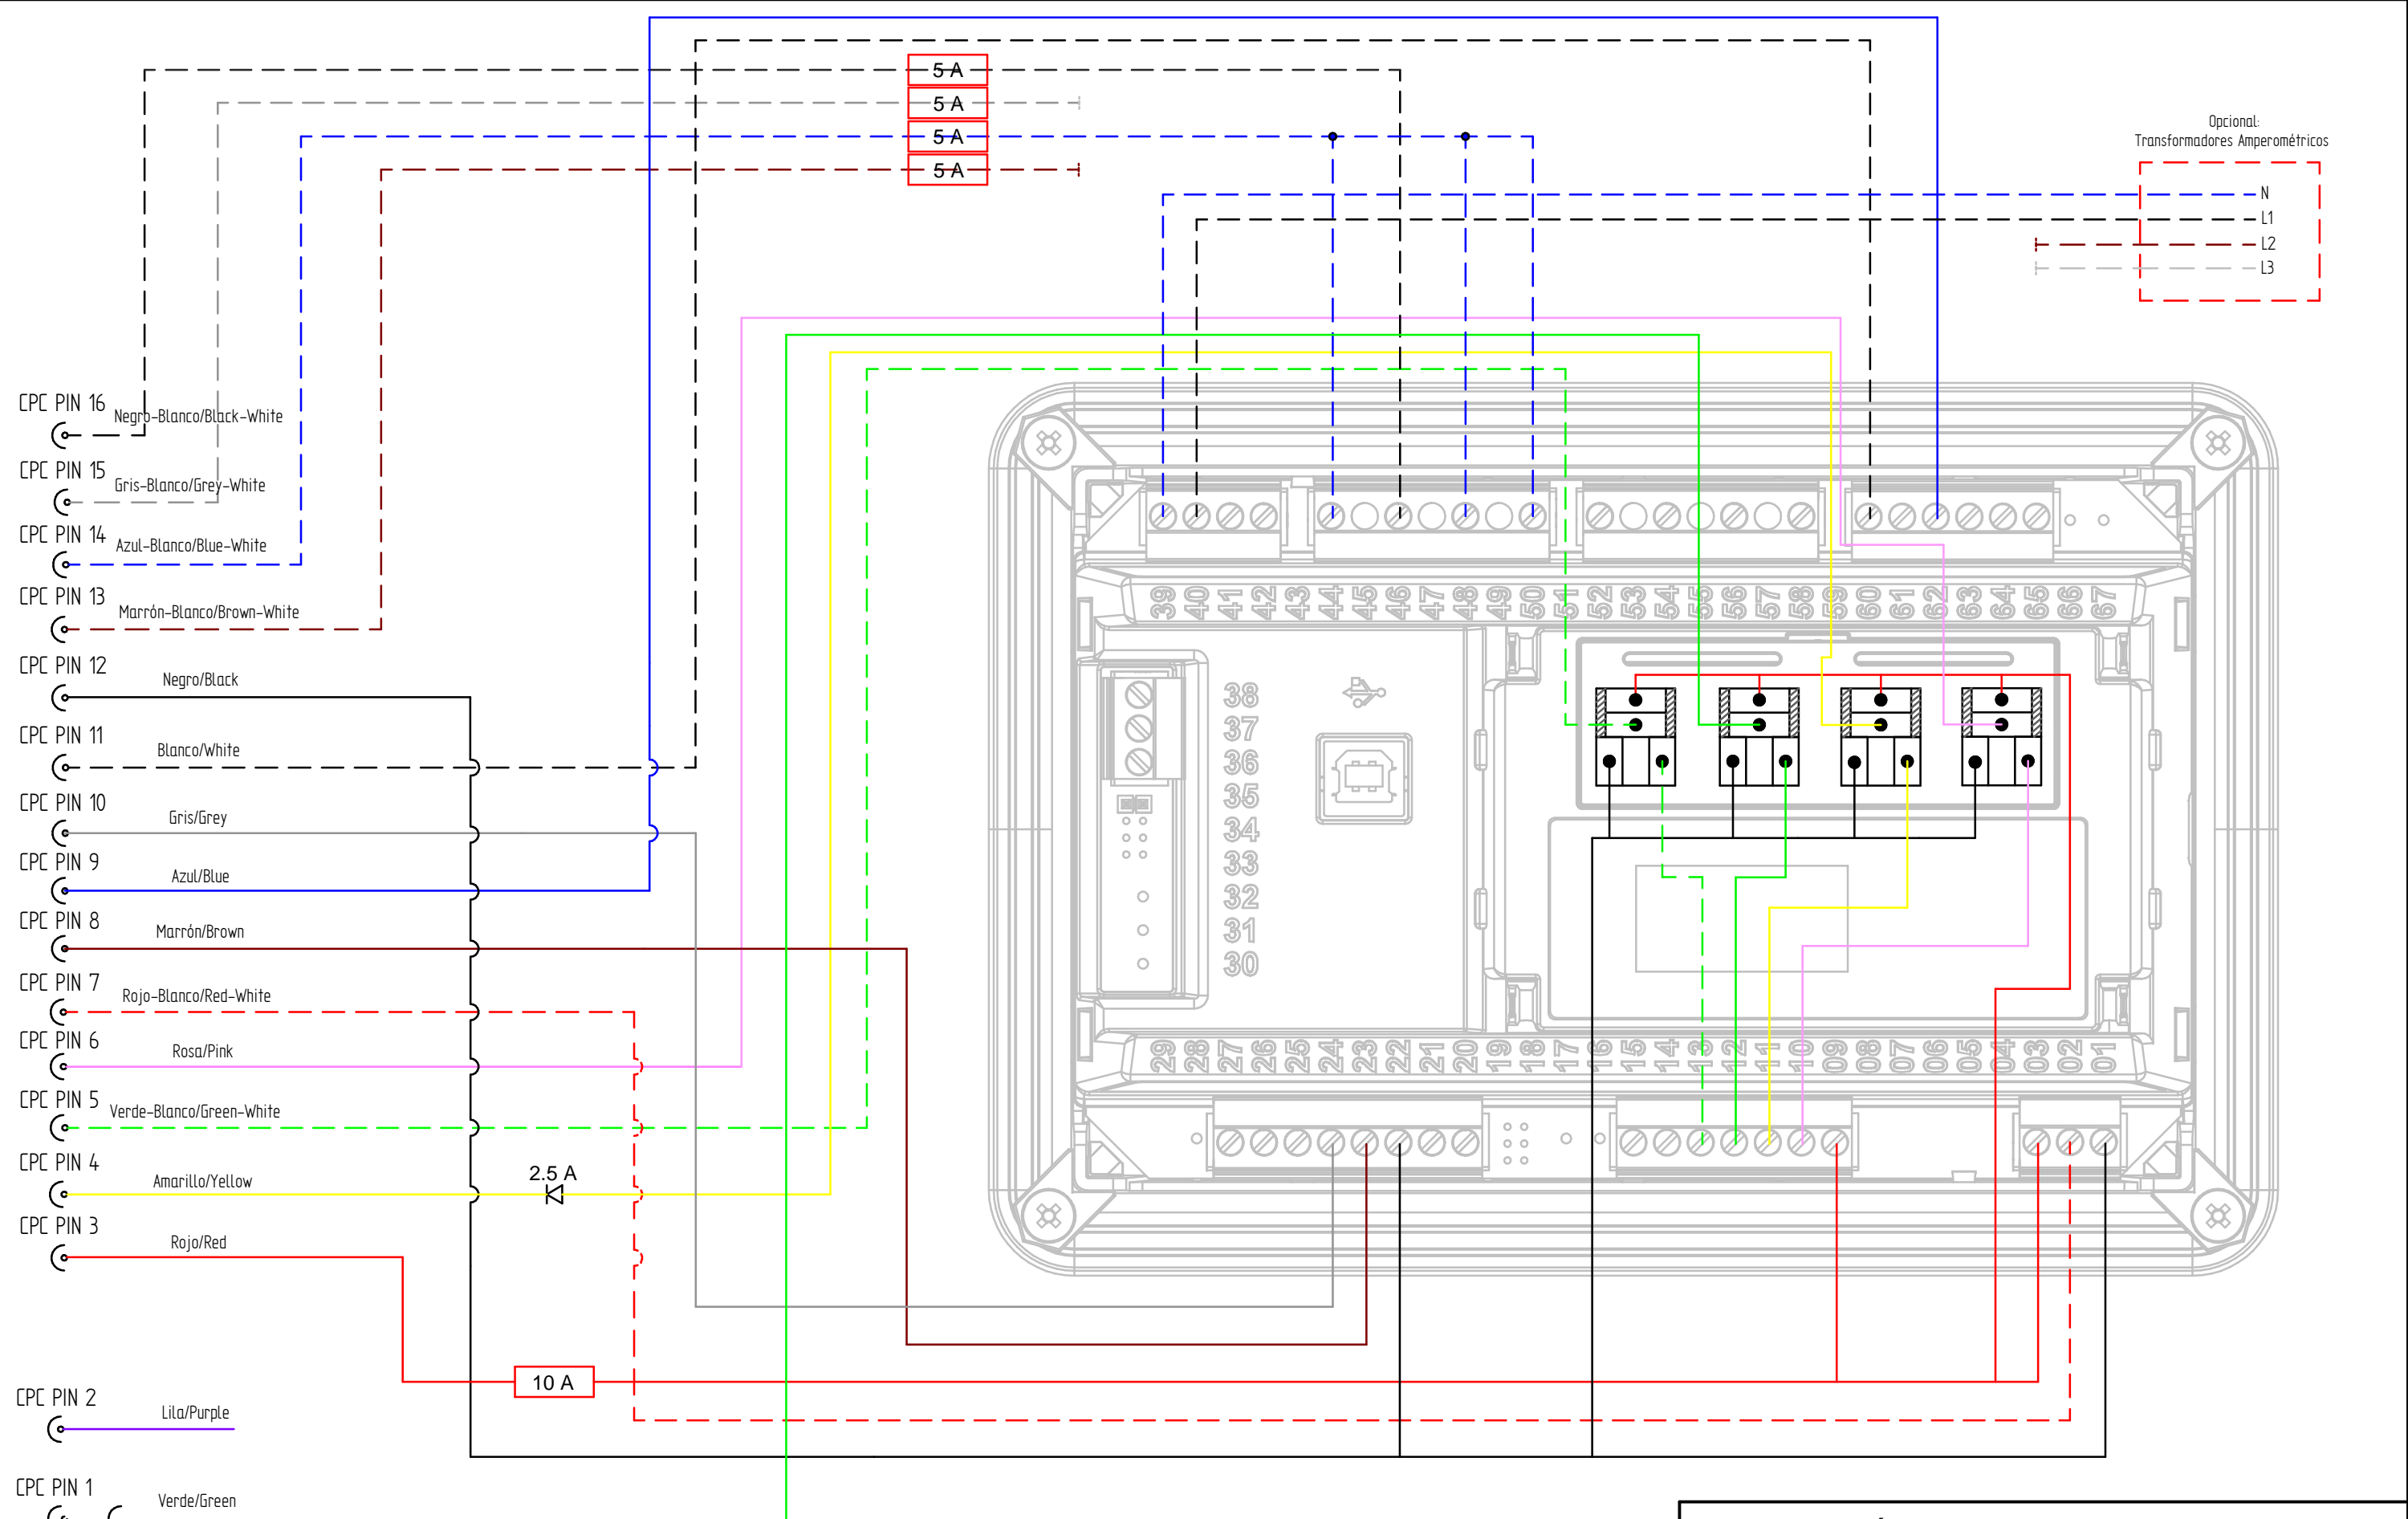 5 A
5 A
5 A
5 A
Opcional:
Transformadores Amperométricos
N
L1
L2
L3
CPC PIN 16
Negro-Blanco/Black-White
CPC PIN 15
Gris-Blanco/Grey-White
CPC PIN 14
Azul-Blanco/Blue-White
CPC PIN 13
Marrón-Blanco/Brown-White
CPC PIN 12
Negro/Black
CPC PIN 11
Blanco/White
CPC PIN 10
Gris/Grey
CPC PIN 9
Azul/Blue
CPC PIN 8
Marrón/Brown
CPC PIN 7
Rojo-Blanco/Red-White
CPC PIN 6
Rosa/Pink
CPC PIN 5
Verde-Blanco/Green-White
CPC PIN 4
Amarillo/Yellow
2.5 A
CPC PIN 3
Rojo/Red
10 A
CPC PIN 2
Lila/Purple
CPC PIN 1
Verde/Green
39 40 41 42 43 44 45 46 47 48 49 50 51 52 53 54 55 56 57 58 59 60 61 62 63 64 65 66 67
38
37
36
35
34
33
32
31
30
29 28 27 26 25 24 23 22 21 20 19 18 17 16 15 14 13 12 11 10 09 08 07 06 05 04 03 02 01